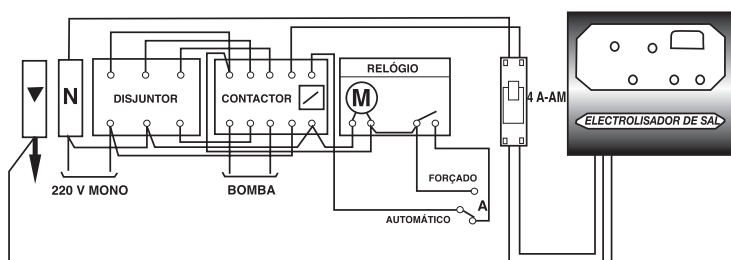 RELÓGIO
N
DISJUNTOR
CONTACTOR
M
4 A-AM
ELECTROLISADOR DE SAL
220 V MONO
BOMBA
FORÇADO
A
AUTOMÁTICO